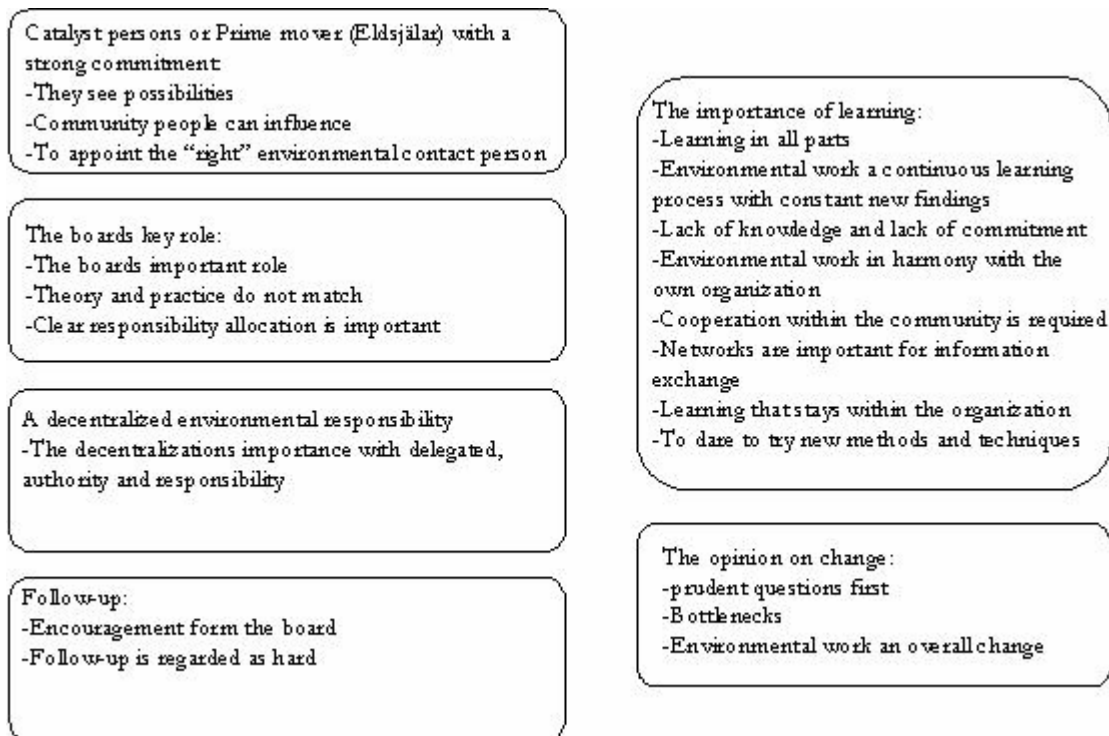 Catalyst persons or Prime mover (Eldsjälar) with a
strong commitment:
-They see possibilities
-Community people can influence
-To appoint the “right” environmental contact person
The boards key role:
-The boards important role
-Theory and practice do not match
-Clear responsibility allocation is important
A decentralized environmental responsibility
-The decentralizations importance with delegated,
authority and responsibility
Follow-up:
-Encouragement form the board
-Follow-up is regarded as hard
The importance of learning:
-Learning in all parts
-Environmental work a continuous learning
process with constant new findings
-Lack of knowledge and lack of commitment
-Environmental work in harmony with the
own organization
-Cooperation within the community is required
-Networks are important for information
exchange
-Learning that stays within the organization
-To dare to try new methods and techniques
The opinion on change:
-prudent questions first
-Bottlenecks
-Environmental work an overall change